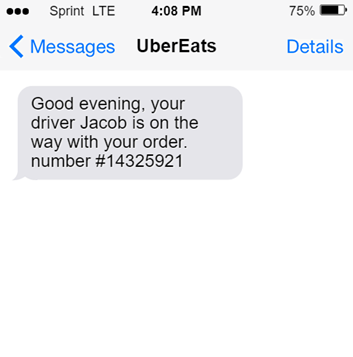 Sprint LTE 4:08 PM 75%
Messages UberEats Details
Good evening, your
driver Jacob is on the
way with your order.
number #14325921